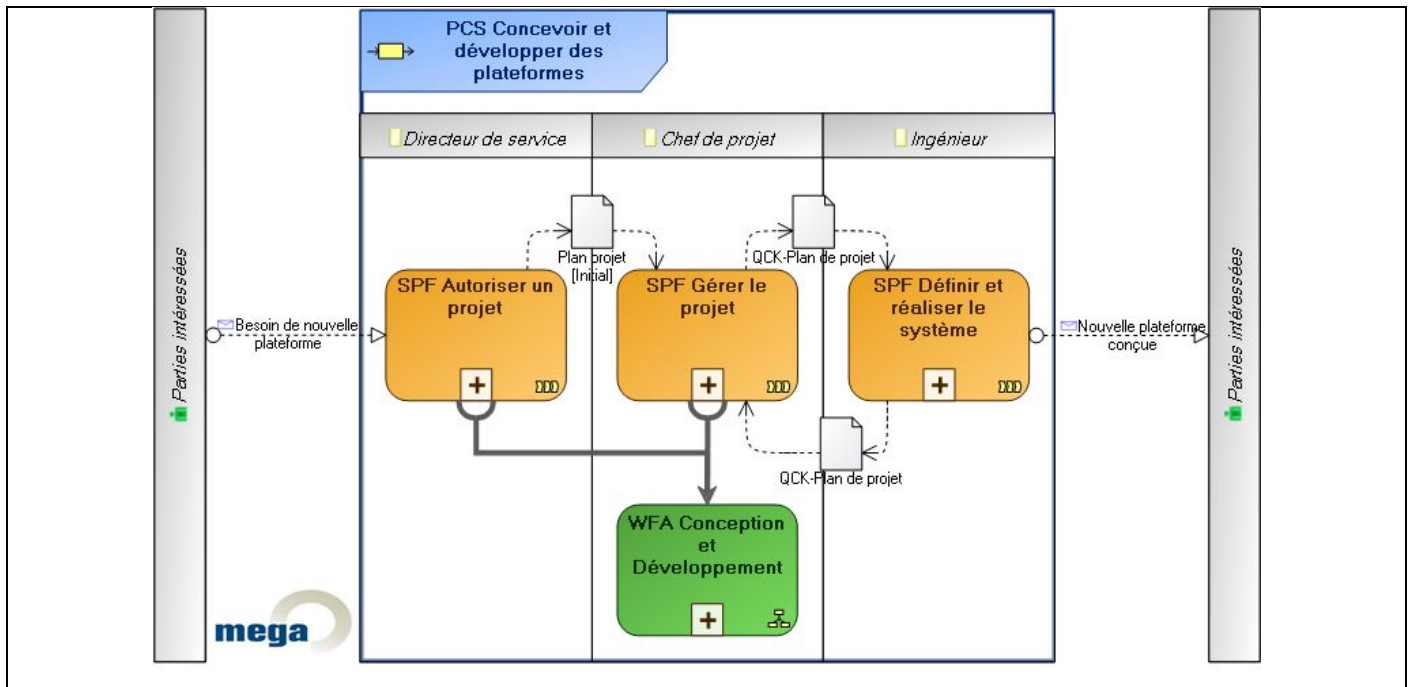 PCS Concevoir et
développer des
plateformes
Directeur de service
Chef de projet
Ingénieur
Parties intéressées
Besoin de nouvelle
plateforme
SPF Autoriser un
projet
Plan projet
[Initial]
SPF Gérer le
projet
QCK-Plan de projet
SPF Définir et
réaliser le
système
Nouvelle plateforme
conçue
Parties intéressées
QCK-Plan de projet
WFA Conception
et
Développement
mega